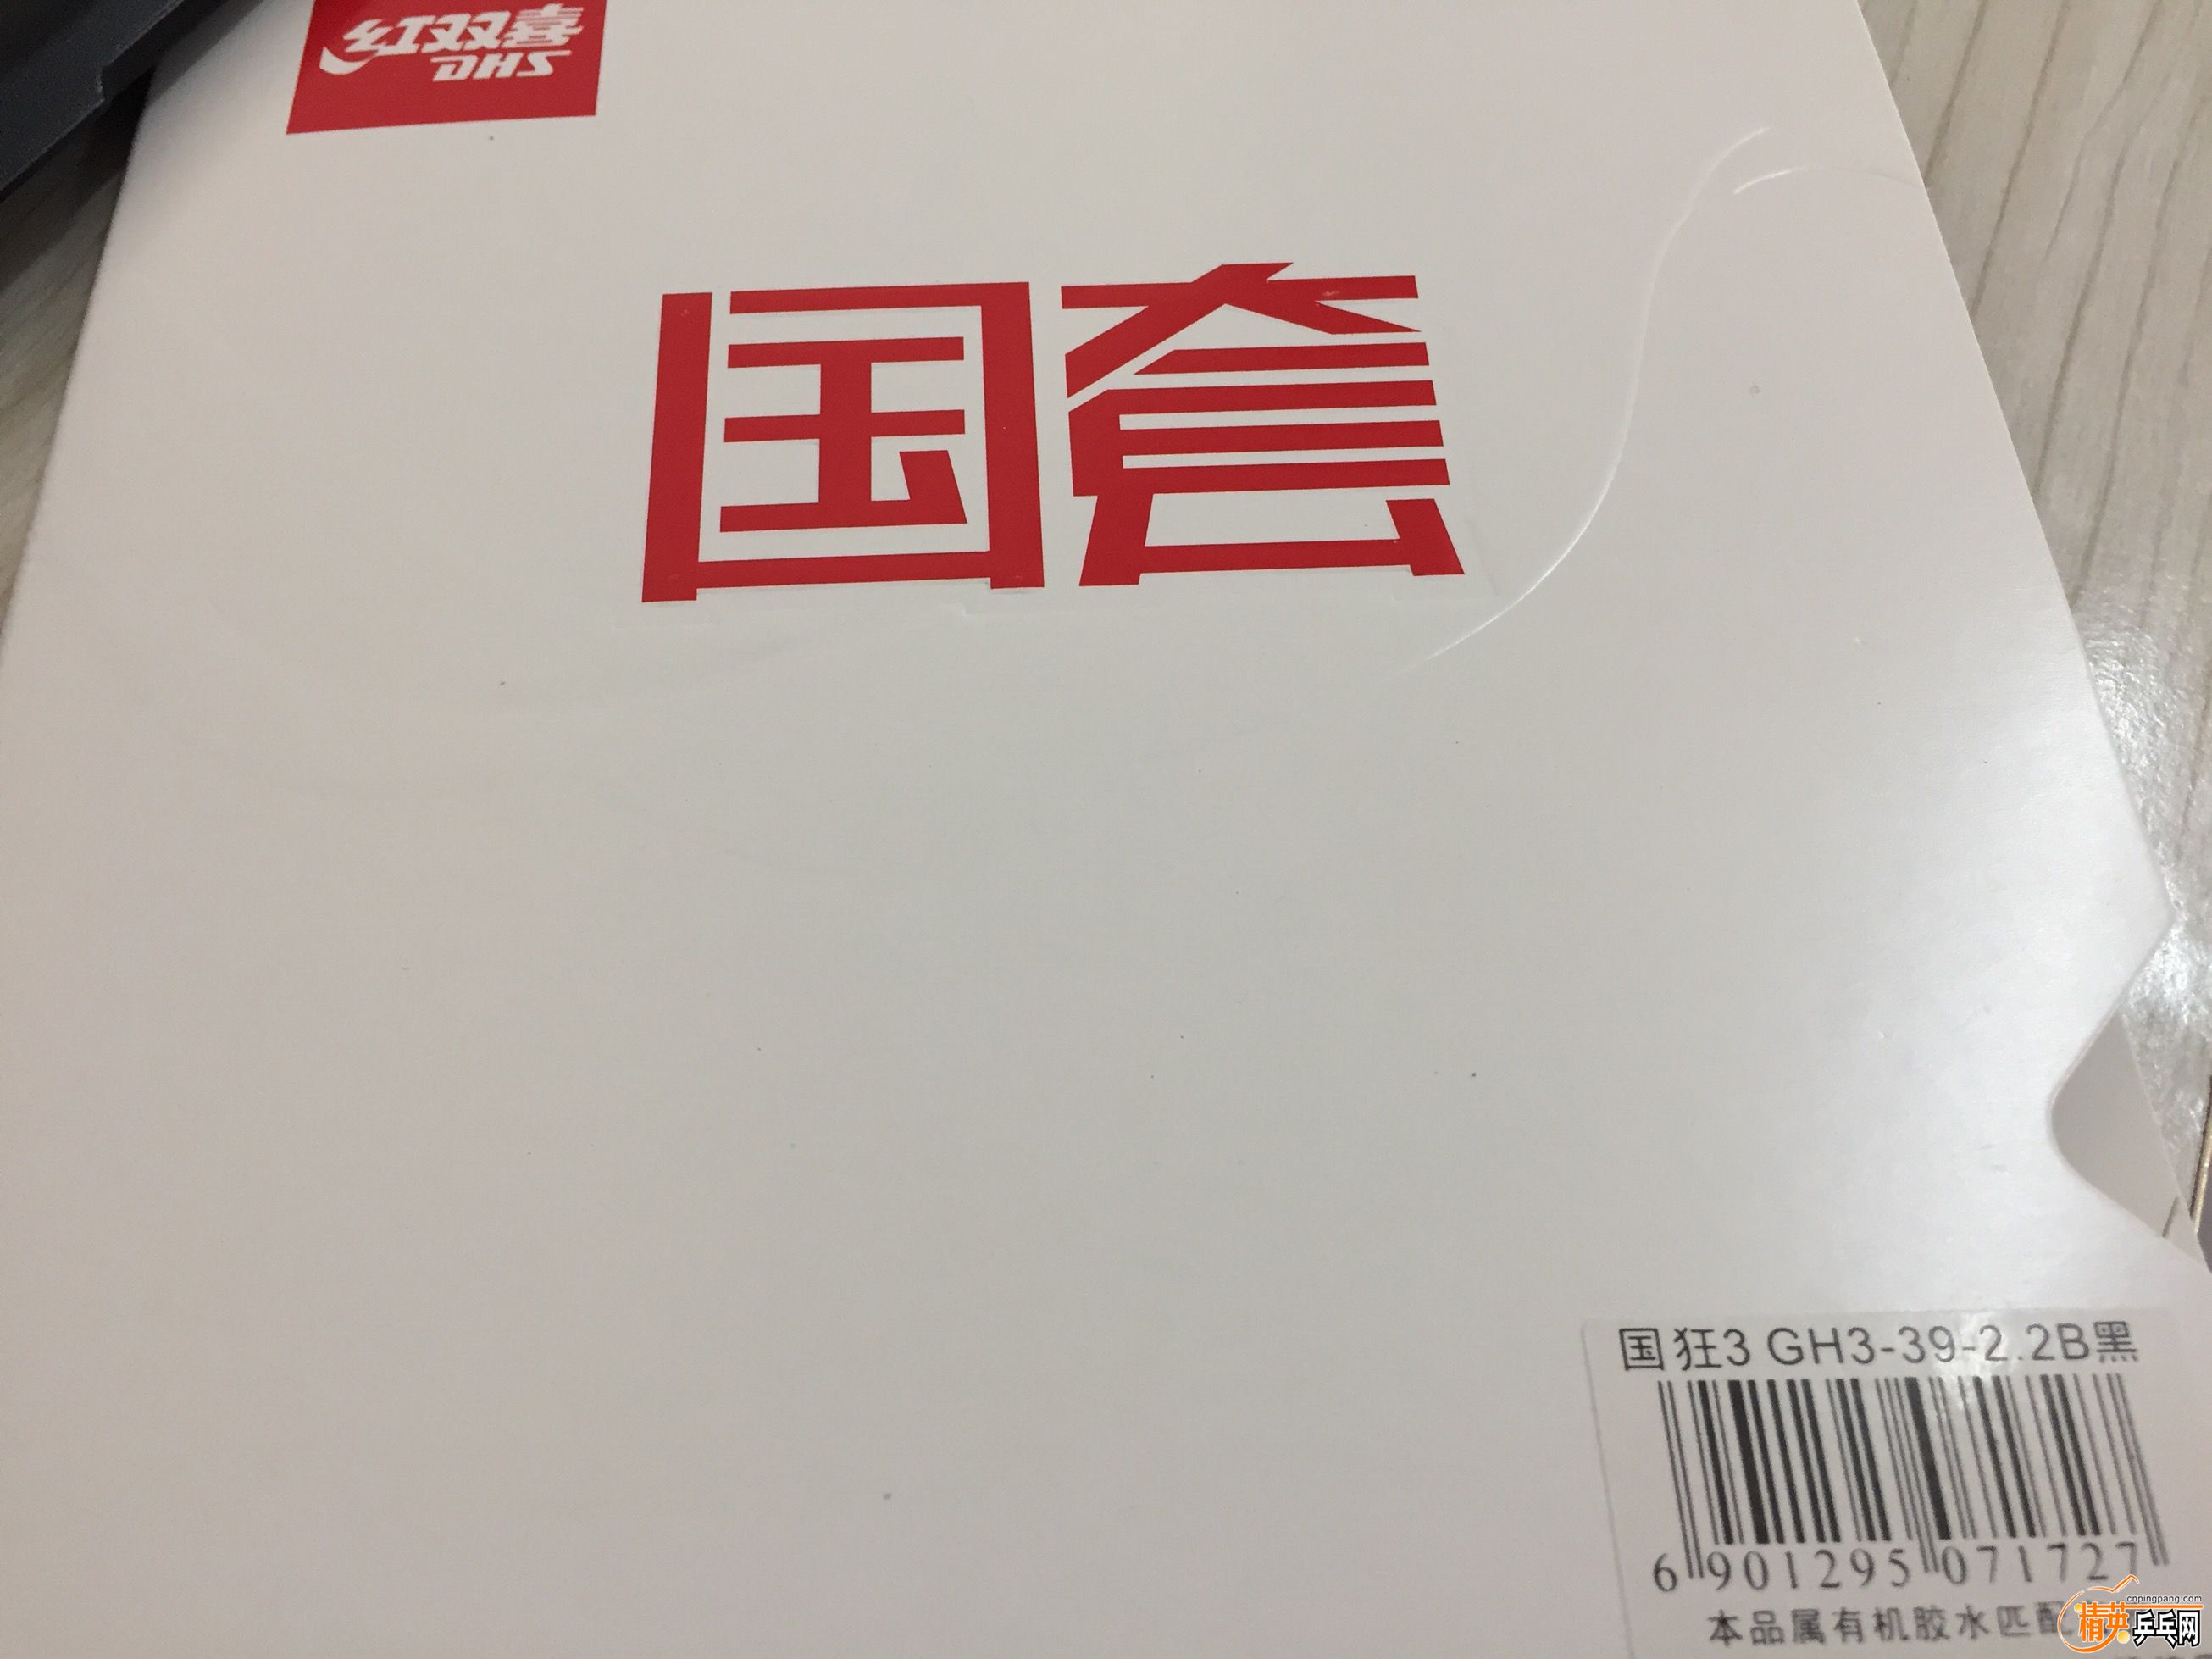 红双喜
DHS
国套
国狂3 GH3-39-2.2B黑
6 901295 071727
本品属有机胶水匹配
cnpingpang.com
精英乒乓网